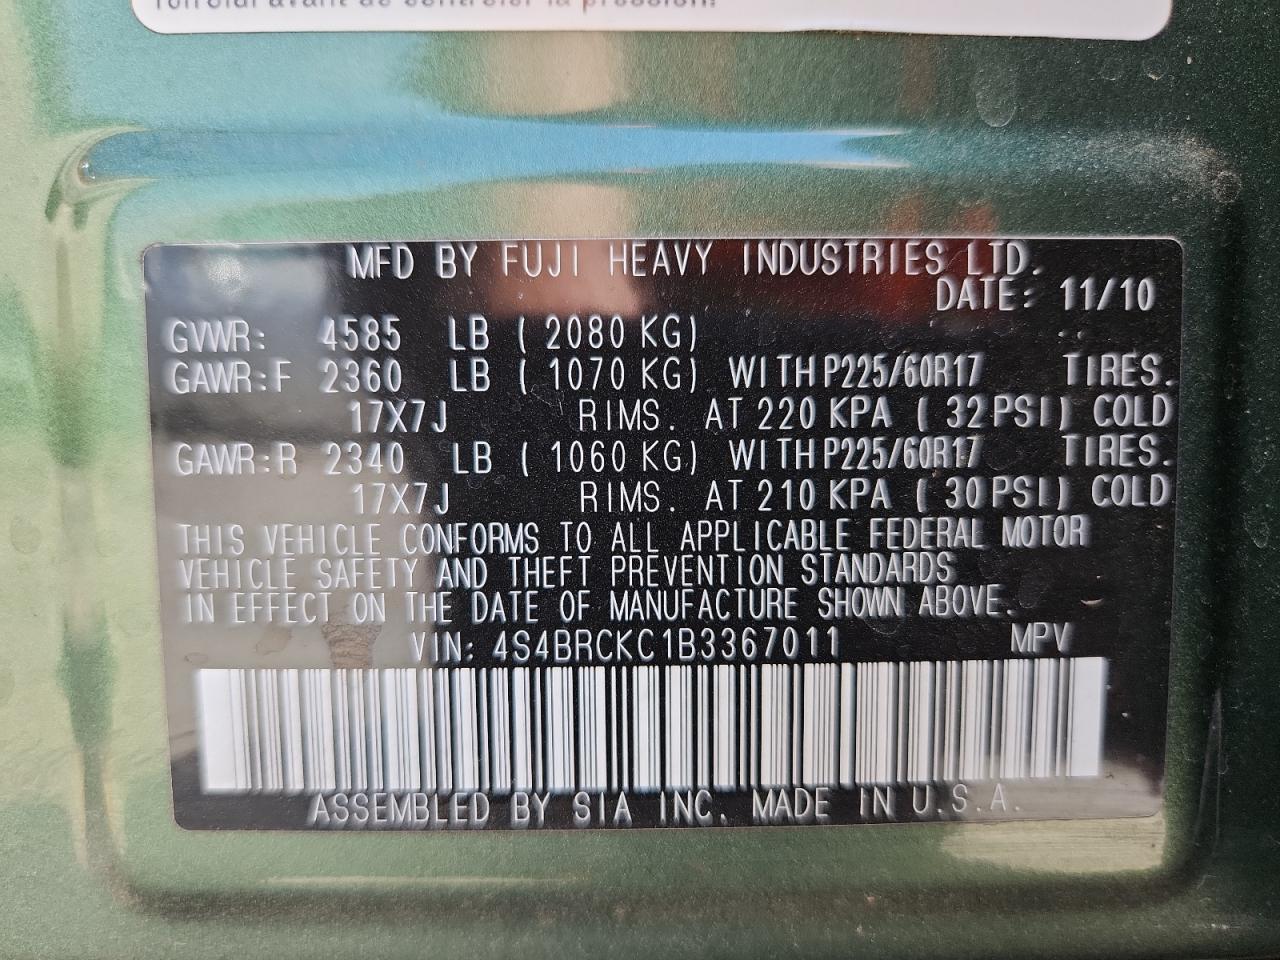 MFD BY FUJI HEAVY INDUSTRIES LTD.
DATE: 11/10
GVWR: 4585 LB ( 2080 KG)
GAWR:F 2360 LB ( 1070 KG) WITH P225/60R17 TIRES.
17X7J RIMS. AT 220 KPA ( 32 PSI) COLD
GAWR:R 2340 LB ( 1060 KG) WITH P225/60R17 TIRES.
17X7J RIMS. AT 210 KPA ( 30 PSI) COLD
THIS VEHICLE CONFORMS TO ALL APPLICABLE FEDERAL MOTOR
VEHICLE SAFETY AND THEFT PREVENTION STANDARDS
IN EFFECT ON THE DATE OF MANUFACTURE SHOWN ABOVE.
VIN: 4S4BRCKC1B3367011 MPV
ASSEMBLED BY SIA INC. MADE IN U.S.A.